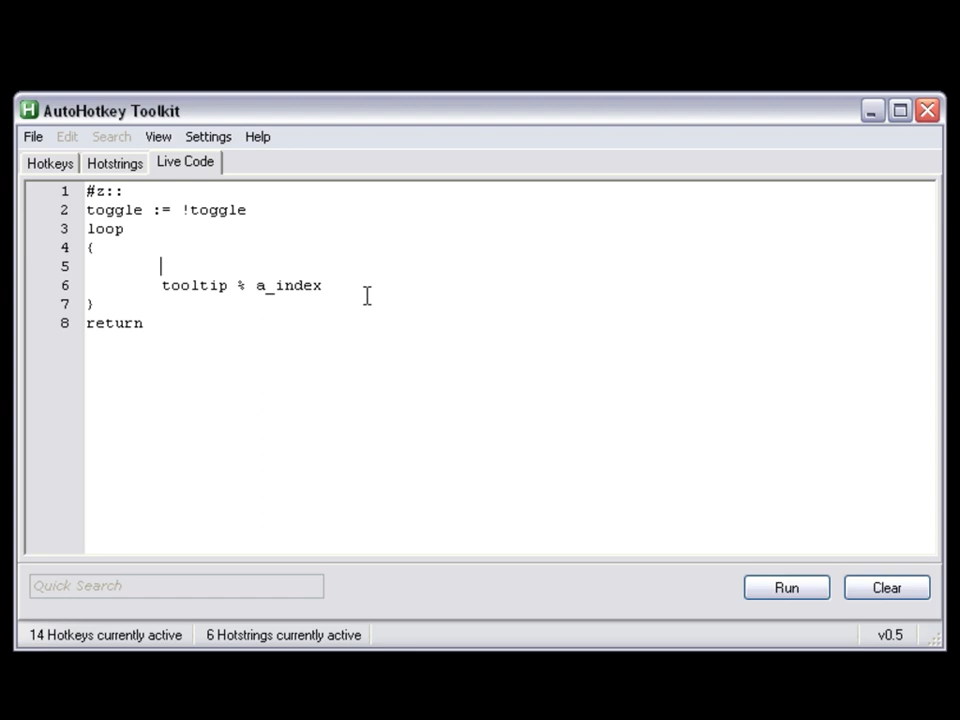 AutoHotkey Toolkit
File Edit Search View Settings Help
Hotkeys Hotstrings Live Code
1 #z::
2 toggle := !toggle
3 loop
4 {
5
6 tooltip % a_index
7 }
8 return
Quick Search Run Clear
14 Hotkeys currently active 6 Hotstrings currently active v0.5